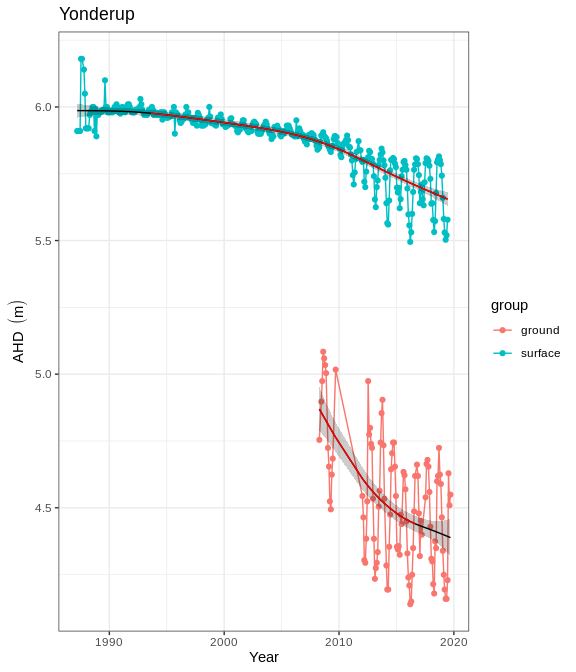 Yonderup
6.0
5.5
5.0
4.5
AHD (m)
1990
2000
2010
2020
Year
group
ground
surface